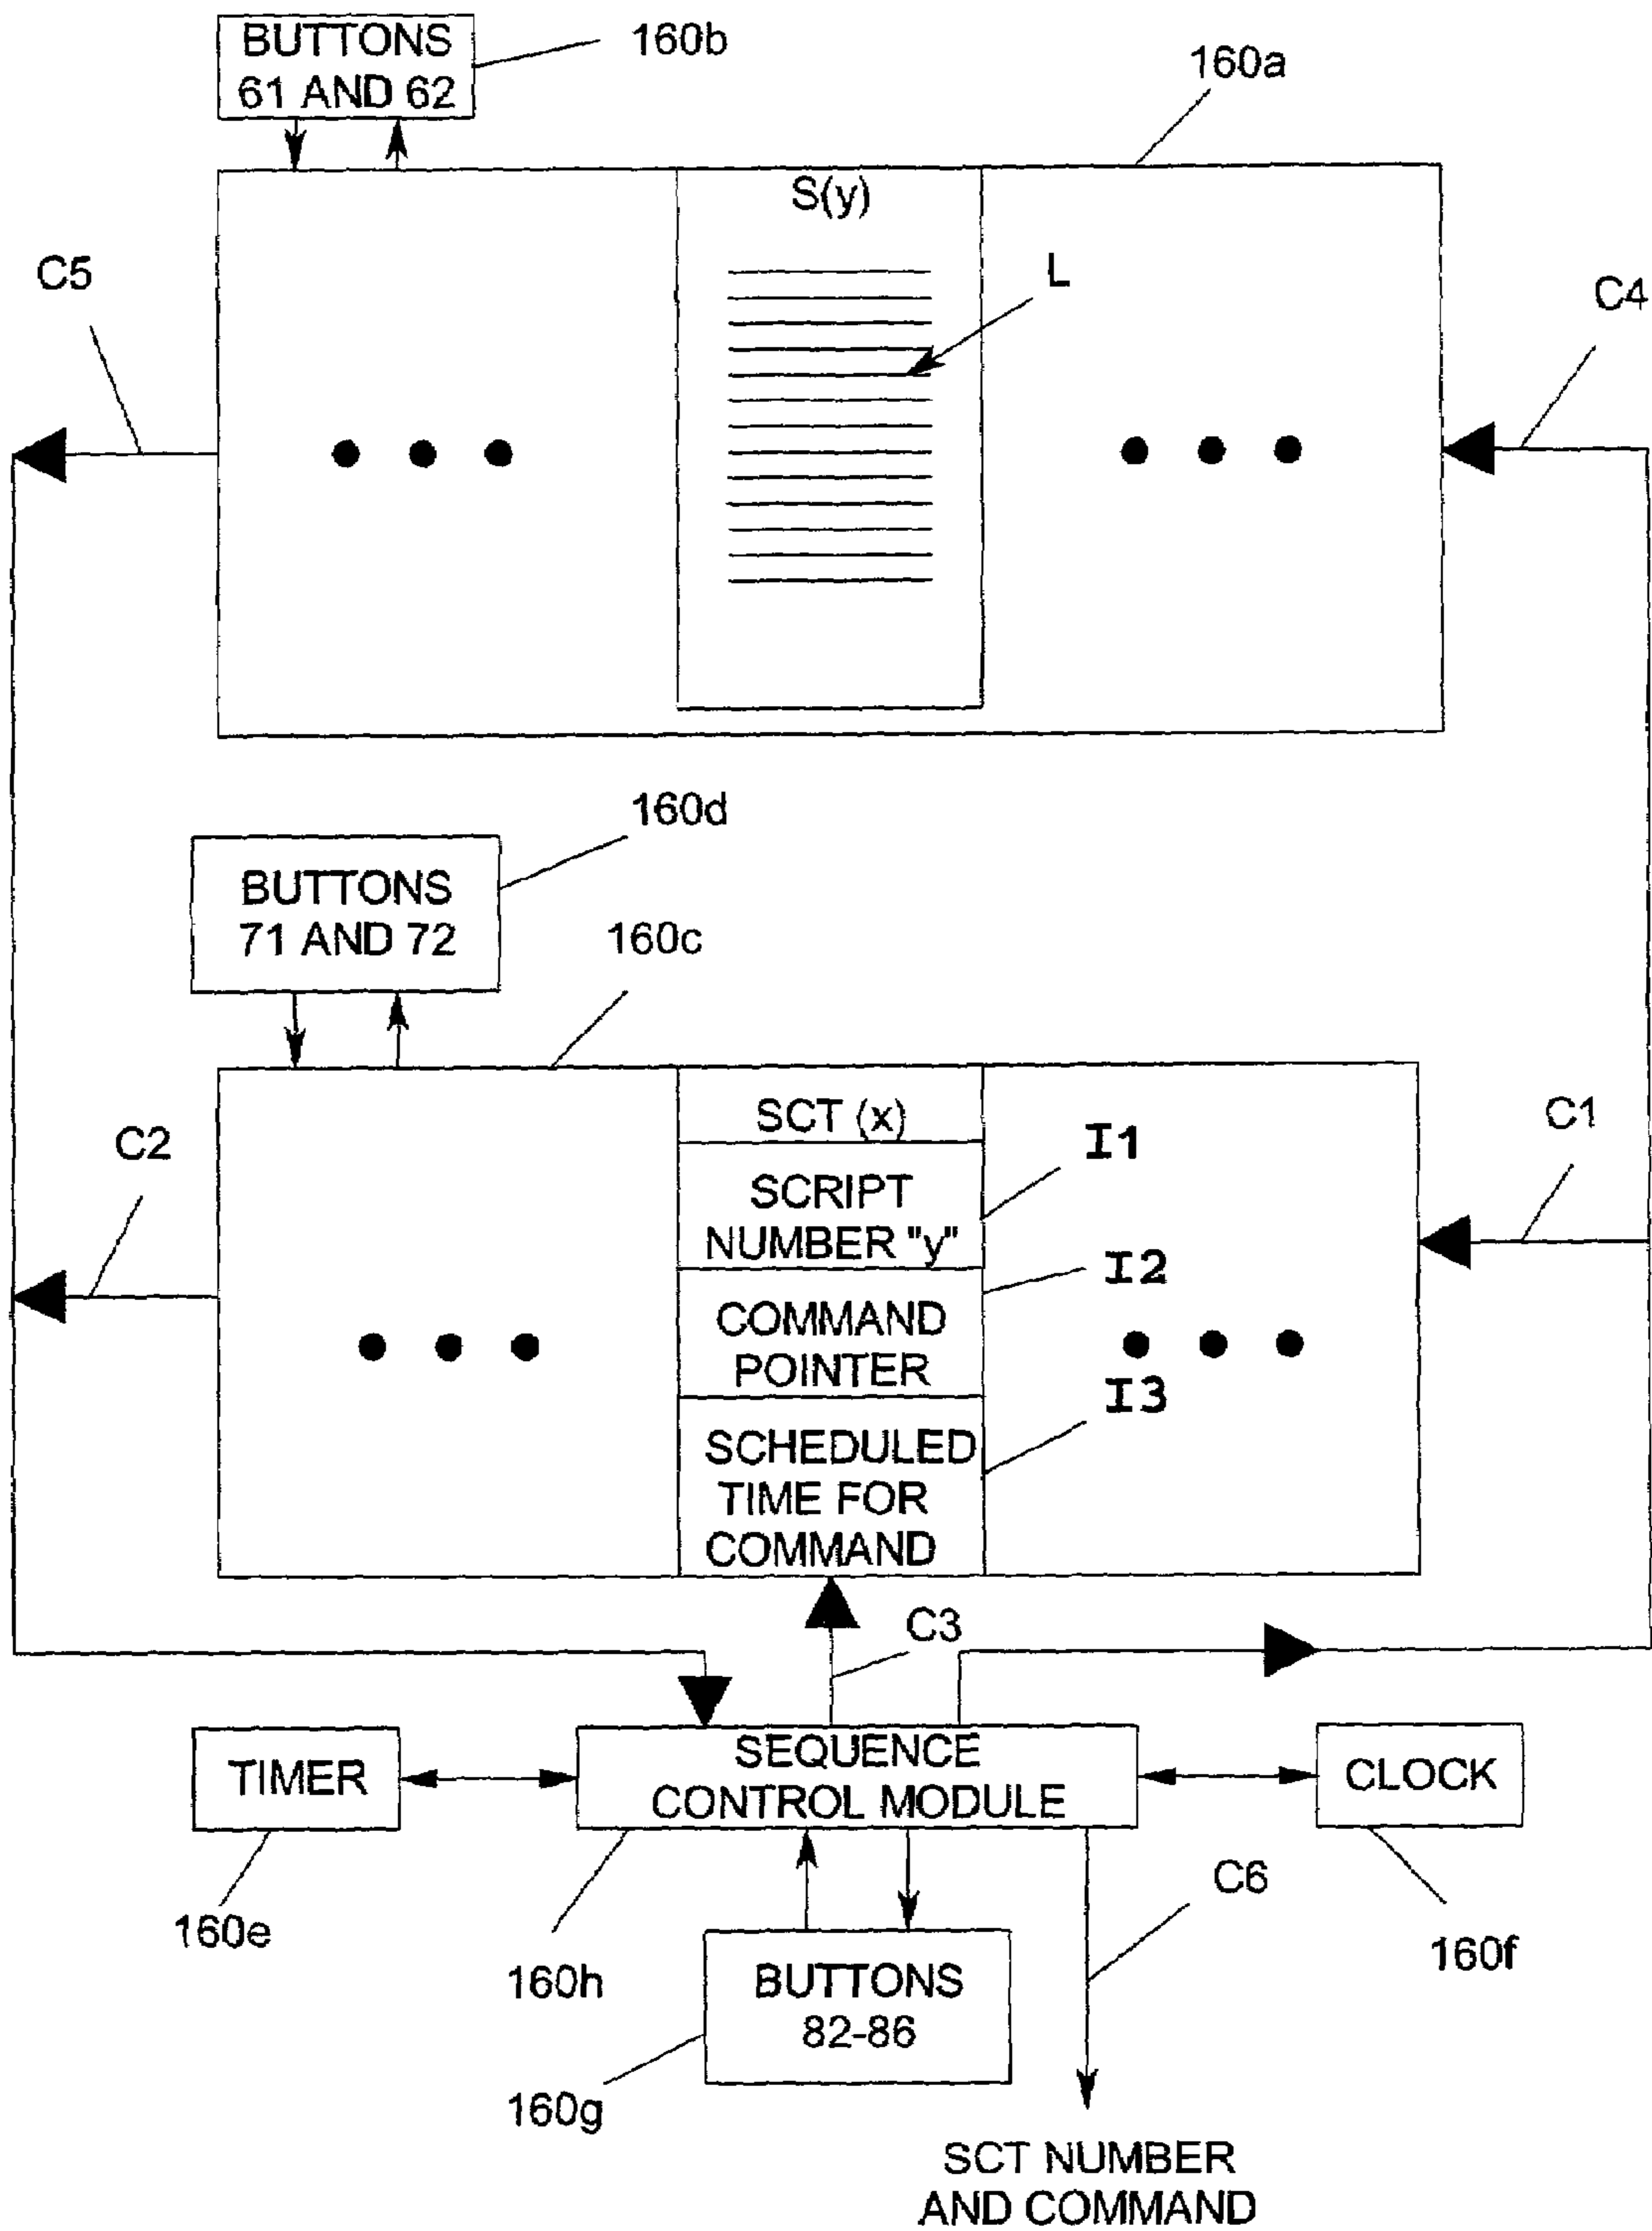 BUTTONS
61 AND 62
160b
160a
S(y)
C5
L
C4
160d
BUTTONS
71 AND 72
160c
SCT (x)
C2
I1
C1
SCRIPT
NUMBER "y"
I2
COMMAND
POINTER
I3
SCHEDULED
TIME FOR
COMMAND
C3
TIMER
SEQUENCE
CONTROL MODULE
CLOCK
C6
160e
160h
160f
BUTTONS
82-86
160g
SCT NUMBER
AND COMMAND